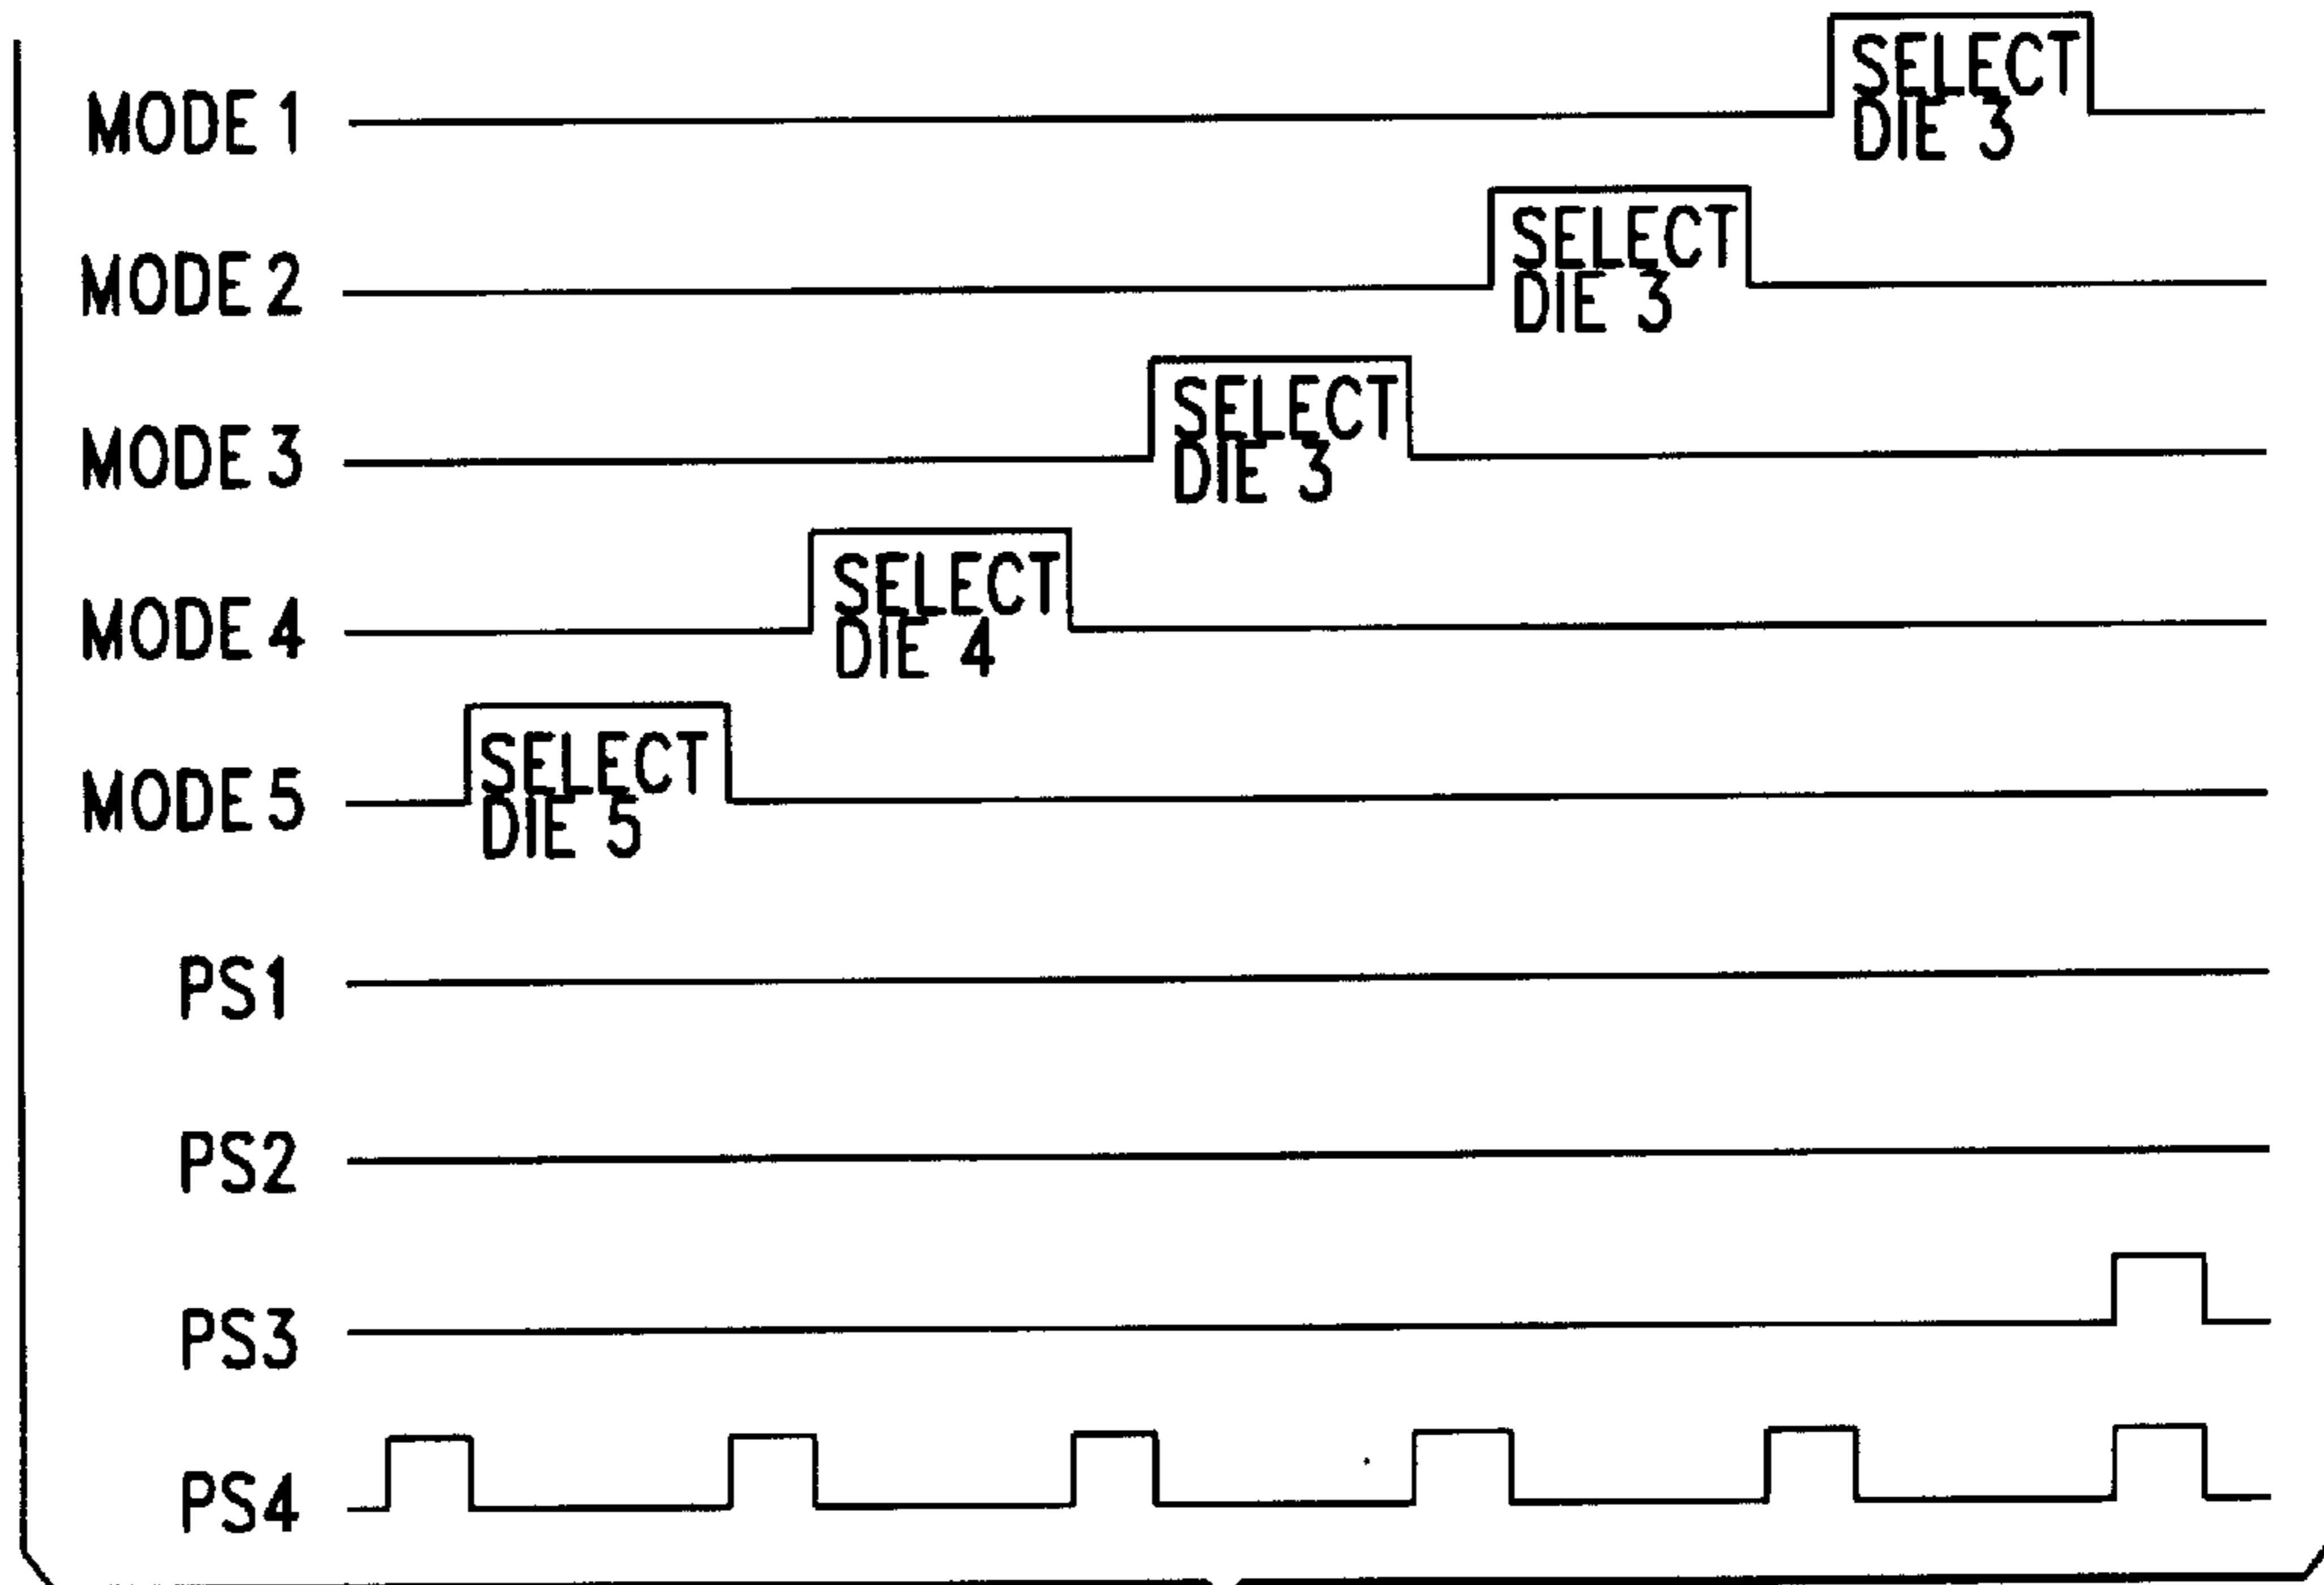 MODE 1
SELECT
DIE 3
MODE 2
SELECT
DIE 3
MODE 3
SELECT
DIE 3
MODE 4
SELECT
DIE 4
MODE 5
SELECT
DIE 5
PS1
PS2
PS3
PS4